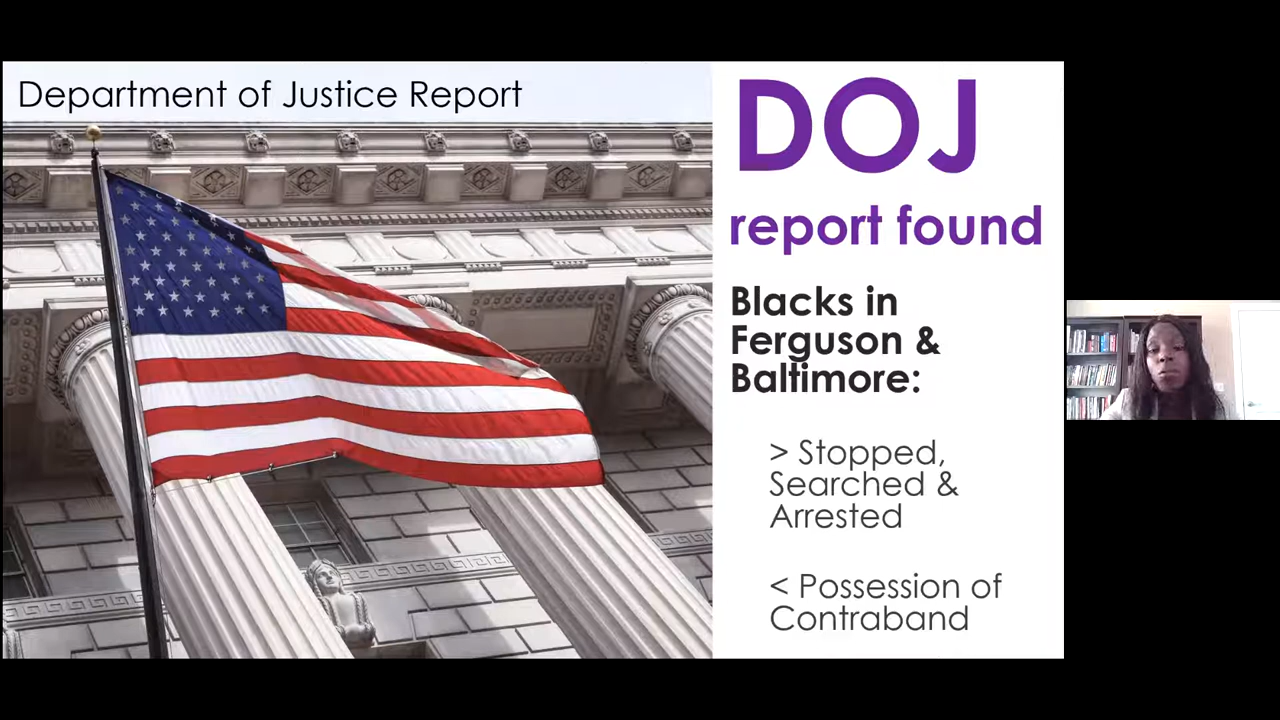 Department of Justice Report
DOJ
report found
Blacks in
Ferguson &
Baltimore:
> Stopped,
Searched &
Arrested
< Possession of
Contraband